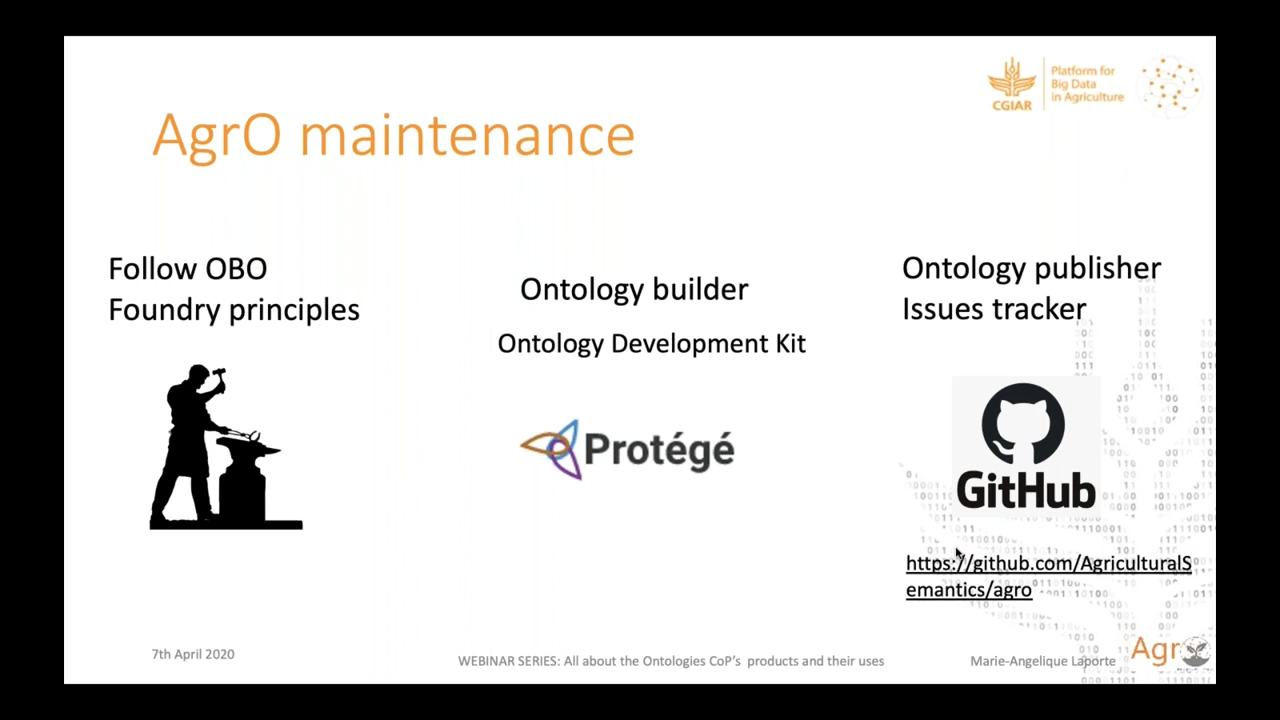 CGIAR
Platform for
Big Data
in Agriculture
AgrO maintenance
Follow OBO
Foundry principles
Ontology builder
Ontology Development Kit
Protégé
Ontology publisher
Issues tracker
GitHub
https://github.com/AgriculturalS
emantics/agro
7th April 2020
WEBINAR SERIES: All about the Ontologies CoP’s products and their uses
Marie-Angelique Laporte
Agr